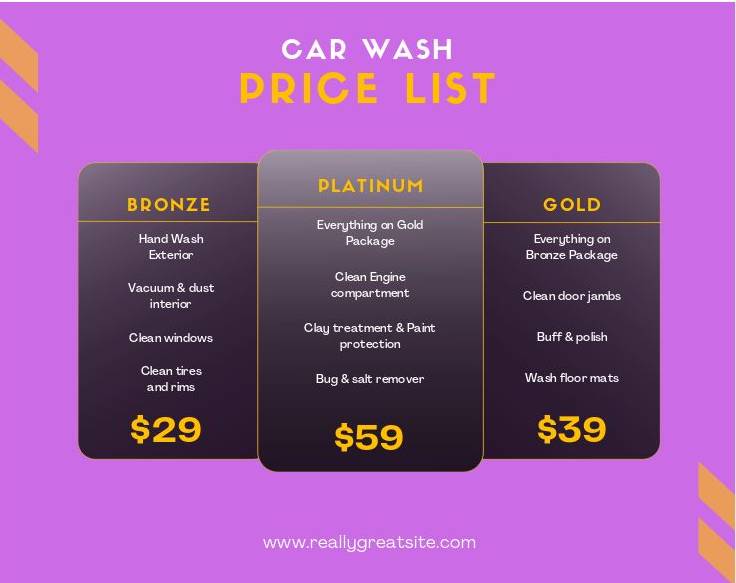 CAR WASH
PRICE LIST
BRONZE
Hand Wash
Exterior
Vacuum & dust
interior
Clean windows
Clean tires
and rims
$29
PLATINUM
Everything on Gold
Package
Clean Engine
compartment
Clay treatment & Paint
protection
Bug & salt remover
$59
GOLD
Everything on
Bronze Package
Clean door jambs
Buff & polish
Wash floor mats
$39
www.reallygreatsite.com